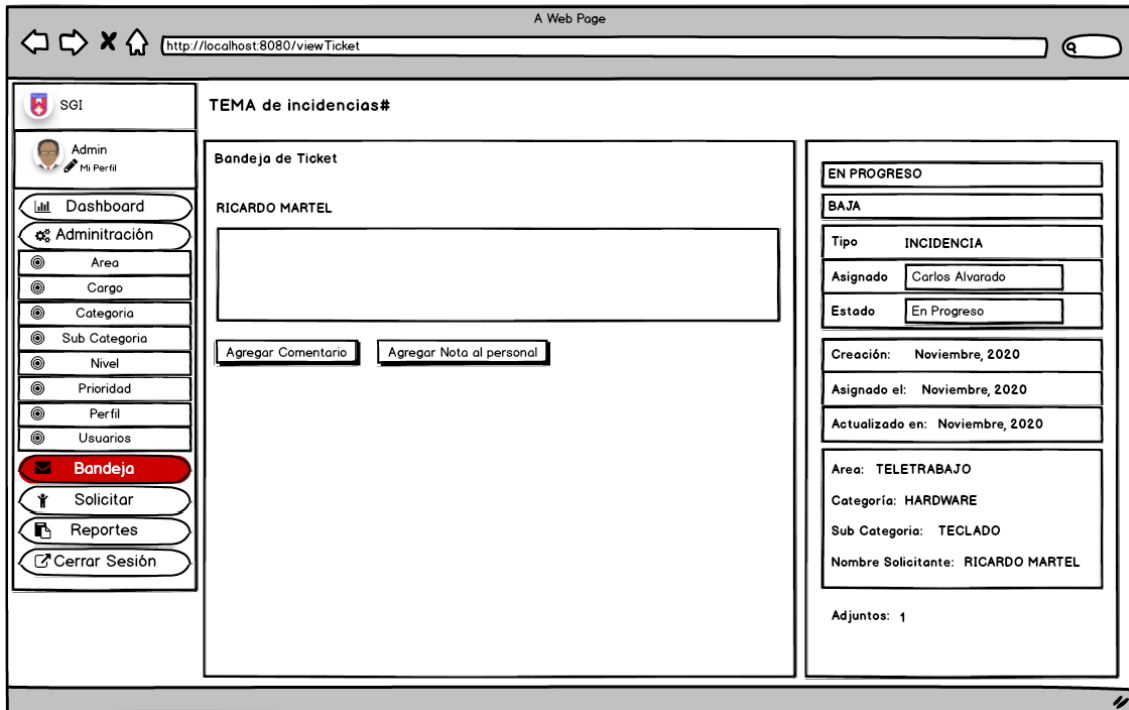 A Web Page
http://localhost:8080/viewTicket
SGI
Admin
Mi Perfil
Dashboard
Adminitración
Area
Cargo
Categoria
Sub Categoria
Nivel
Prioridad
Perfil
Usuarios
Bandeja
Solicitar
Reportes
Cerrar Sesión
TEMA de incidencias#
Bandeja de Ticket
RICARDO MARTEL
Agregar Comentario Agregar Nota al personal
EN PROGRESO
BAJA
Tipo INCIDENCIA
Asignado Carlos Alvarado
Estado En Progreso
Creación: Noviembre, 2020
Asignado el: Noviembre, 2020
Actualizado en: Noviembre, 2020
Area: TELETRABAJO
Categoría: HARDWARE
Sub Categoria: TECLADO
Nombre Solicitante: RICARDO MARTEL
Adjuntos: 1